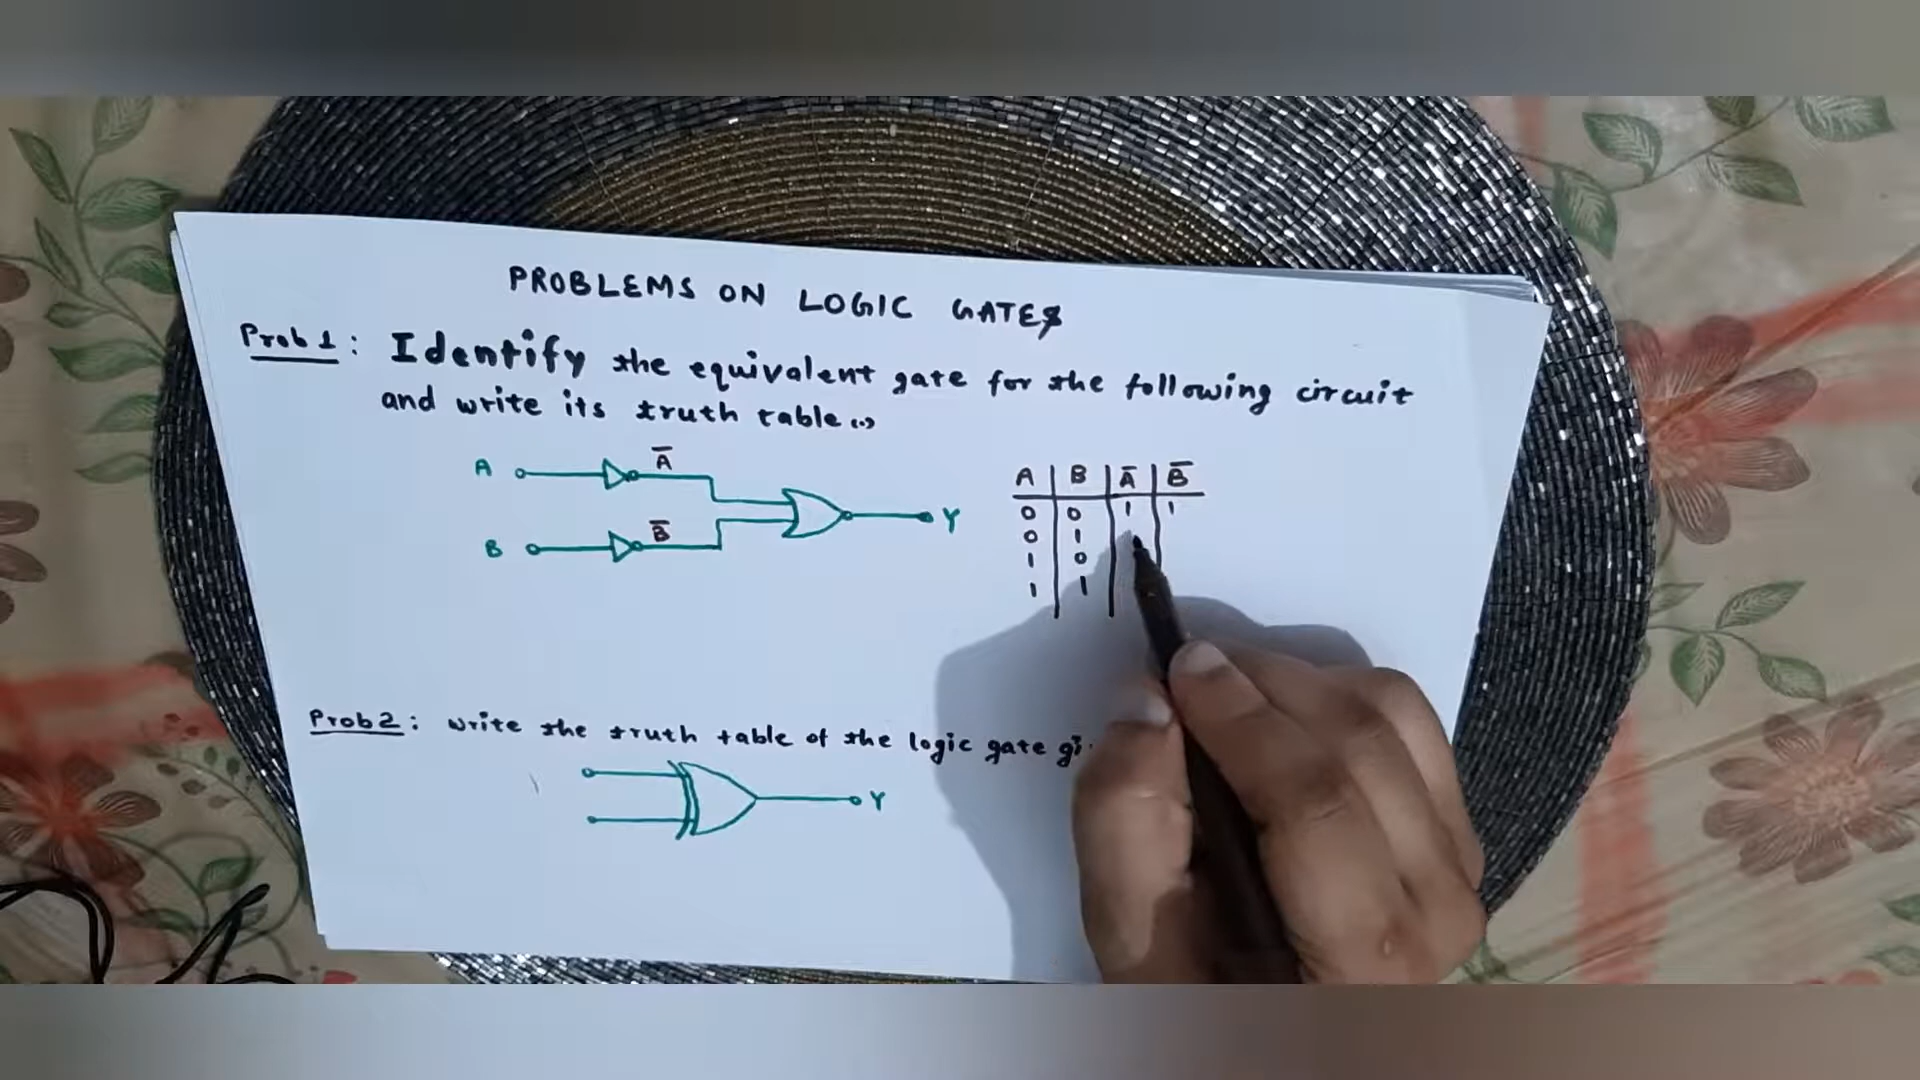 PROBLEMS ON LOGIC GATES
Prob 1: Identify the equivalent gate for the following circuit
and write its truth table (.)
A Ā
B B̅
Y
A B Ā B̅
0 0 1 1
0 1
1 0
1 1
Prob 2: write the truth table of the logic gate gi
Y